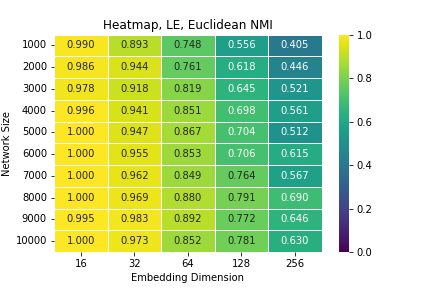 Heatmap, LE, Euclidean NMI
1000 0.990 0.893 0.748 0.556 0.405
2000 0.986 0.944 0.761 0.618 0.446
3000 0.978 0.918 0.819 0.645 0.521
4000 0.996 0.941 0.851 0.698 0.561
5000 1.000 0.947 0.867 0.704 0.512
6000 1.000 0.955 0.853 0.706 0.615
7000 1.000 0.962 0.849 0.764 0.567
8000 1.000 0.969 0.880 0.791 0.690
9000 0.995 0.983 0.892 0.772 0.646
10000 1.000 0.973 0.852 0.781 0.630
16 32 64 128 256
Embedding Dimension
Network Size
1.0
0.8
0.6
0.4
0.2
0.0